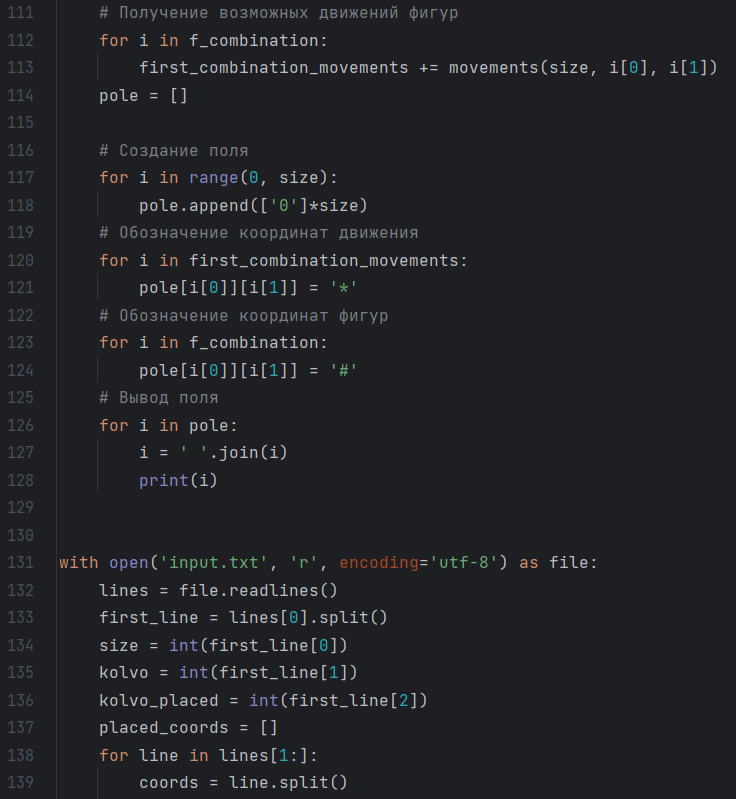 111 # Получение возможных движений фигур
112 for i in f_combination:
113 first_combination_movements += movements(size, i[0], i[1])
114 pole = []
115
116 # Создание поля
117 for i in range(0, size):
118 pole.append(['0']*size)
119 # Обозначение координат движения
120 for i in first_combination_movements:
121 pole[i[0]][i[1]] = '*'
122 # Обозначение координат фигур
123 for i in f_combination:
124 pole[i[0]][i[1]] = '#'
125 # Вывод поля
126 for i in pole:
127 i = ' '.join(i)
128 print(i)
129
130
131 with open('input.txt', 'r', encoding='utf-8') as file:
132 lines = file.readlines()
133 first_line = lines[0].split()
134 size = int(first_line[0])
135 kolvo = int(first_line[1])
136 kolvo_placed = int(first_line[2])
137 placed_coords = []
138 for line in lines[1:]:
139 coords = line.split()